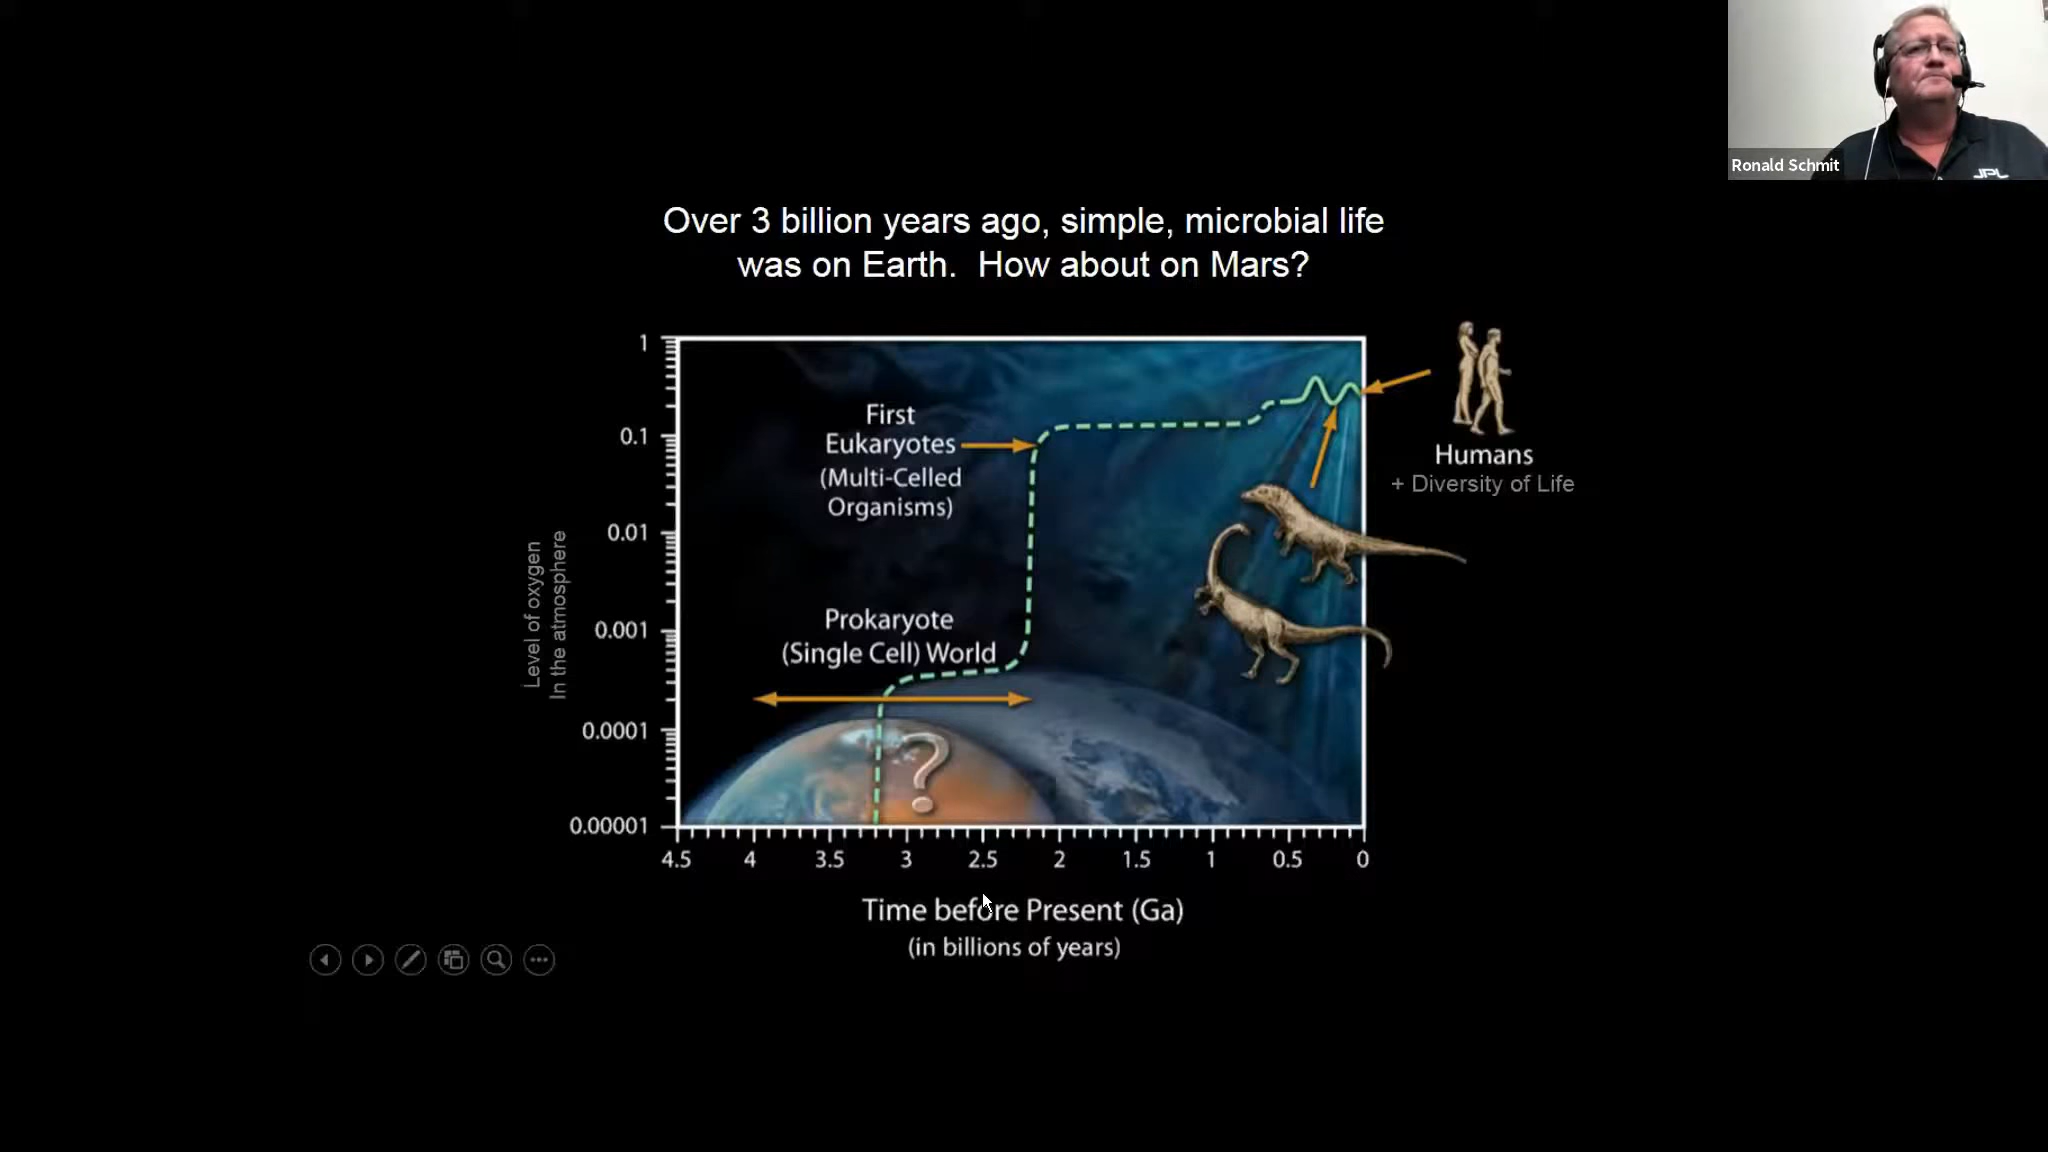 Ronald Schmit
JPL
Over 3 billion years ago, simple, microbial life
was on Earth.  How about on Mars?
1
0.1
0.01
0.001
0.0001
0.00001
Level of oxygen
In the atmosphere
First
Eukaryotes
(Multi-Celled
Organisms)
Prokaryote
(Single Cell) World
?
Humans
+ Diversity of Life
4.5 4 3.5 3 2.5 2 1.5 1 0.5 0
Time before Present (Ga)
(in billions of years)